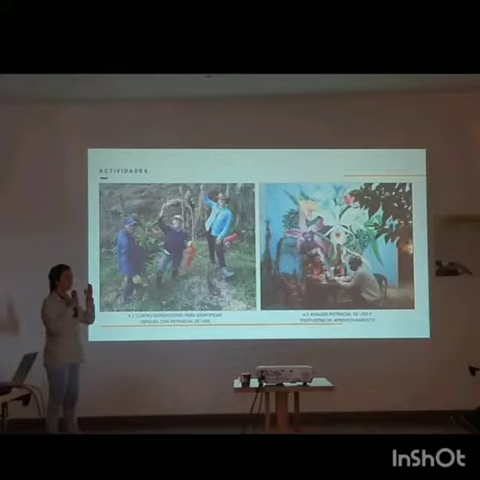 ACTIVIDADES
4.1 CUATRO EXPEDICIONES PARA IDENTIFICAR
ESPECIES CON POTENCIAL DE USO.
4.2 ANÁLISIS POTENCIAL DE USO Y
PROPUESTAS DE APROVECHAMIENTO
InShOt